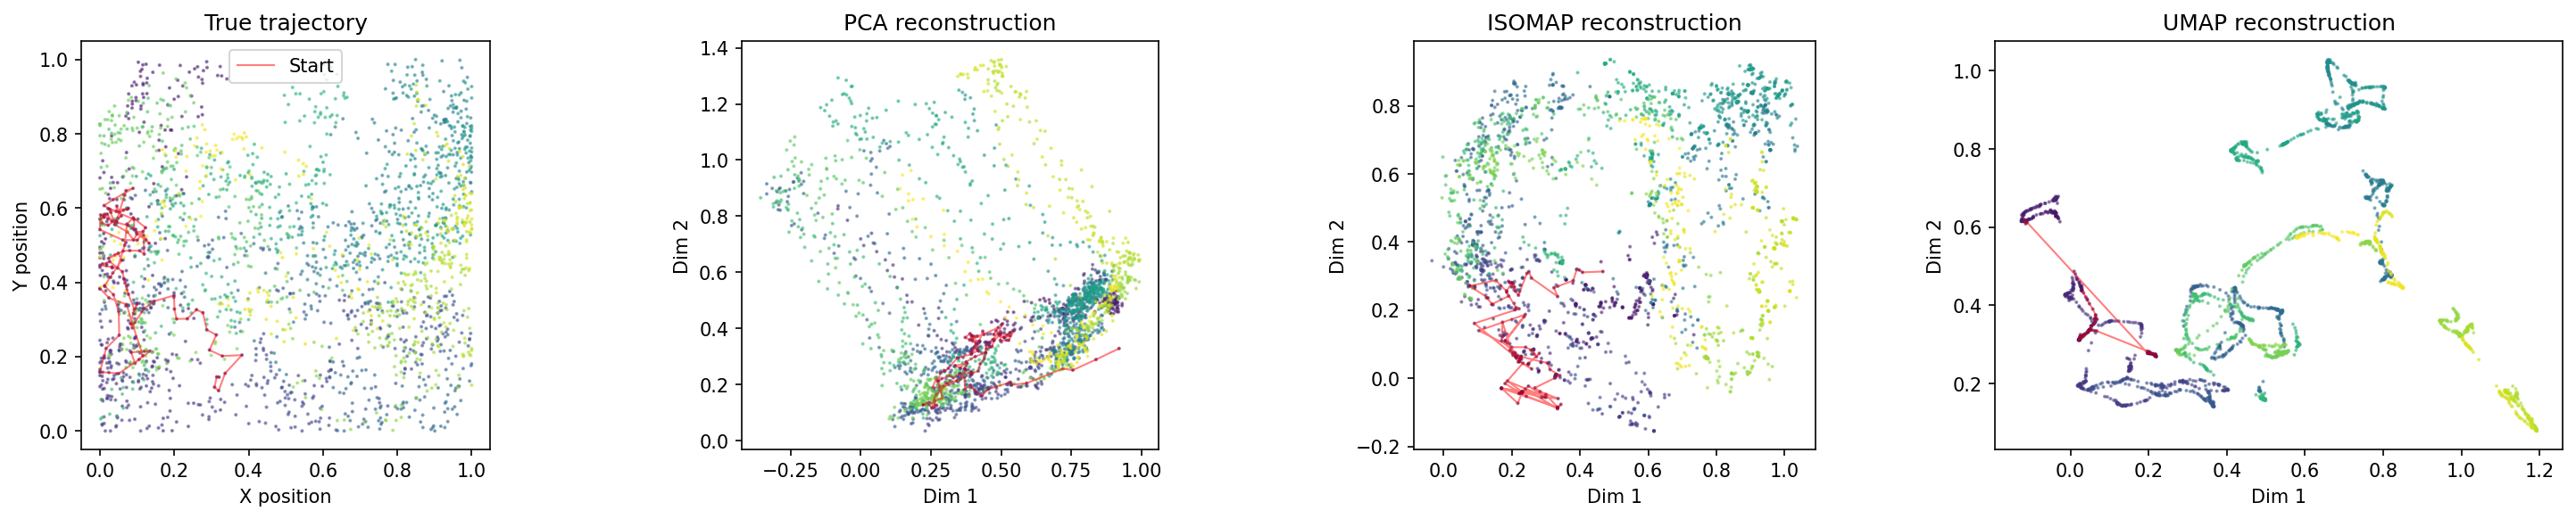 True trajectory
Start
1.0
0.8
0.6
0.4
0.2
0.0
Y position
0.0 0.2 0.4 0.6 0.8 1.0
X position
PCA reconstruction
1.4
1.2
1.0
0.8
0.6
0.4
0.2
0.0
Dim 2
−0.25 0.00 0.25 0.50 0.75 1.00
Dim 1
ISOMAP reconstruction
0.8
0.6
0.4
0.2
0.0
−0.2
Dim 2
0.0 0.2 0.4 0.6 0.8 1.0
Dim 1
UMAP reconstruction
1.0
0.8
0.6
0.4
0.2
Dim 2
0.0 0.2 0.4 0.6 0.8 1.0 1.2
Dim 1